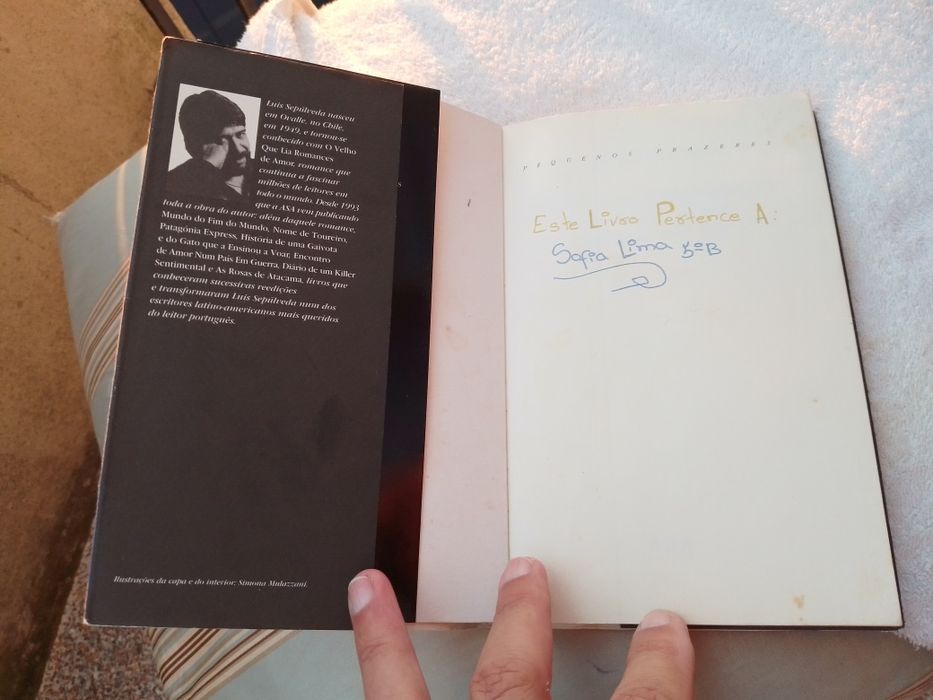 Luis Sepúlveda nasceu
em Ovalle, no Chile,
em 1949, e tornou-se
conhecido com O Velho
Que Lia Romances
de Amor, romance que
continua a fascinar
milhões de leitores em
todo o mundo. Desde 1993
que a ASA vem publicando
toda a obra do autor: além daquele romance,
Mundo do Fim do Mundo, Nome de Toureiro,
Patagónia Express, História de uma Gaivota
e do Gato que a Ensinou a Voar, Encontro
de Amor Num País Em Guerra, Diário de um Killer
Sentimental e As Rosas de Atacama, livros que
conheceram sucessivas reedições
e transformaram Luis Sepúlveda num dos
escritores latino-americanos mais queridos
do leitor português.
Ilustrações da capa e do interior: Simona Mulazzani.
S
PEQUENOS PRAZERES
Este Livro Pertence A:
Sofia Lima 5ºB